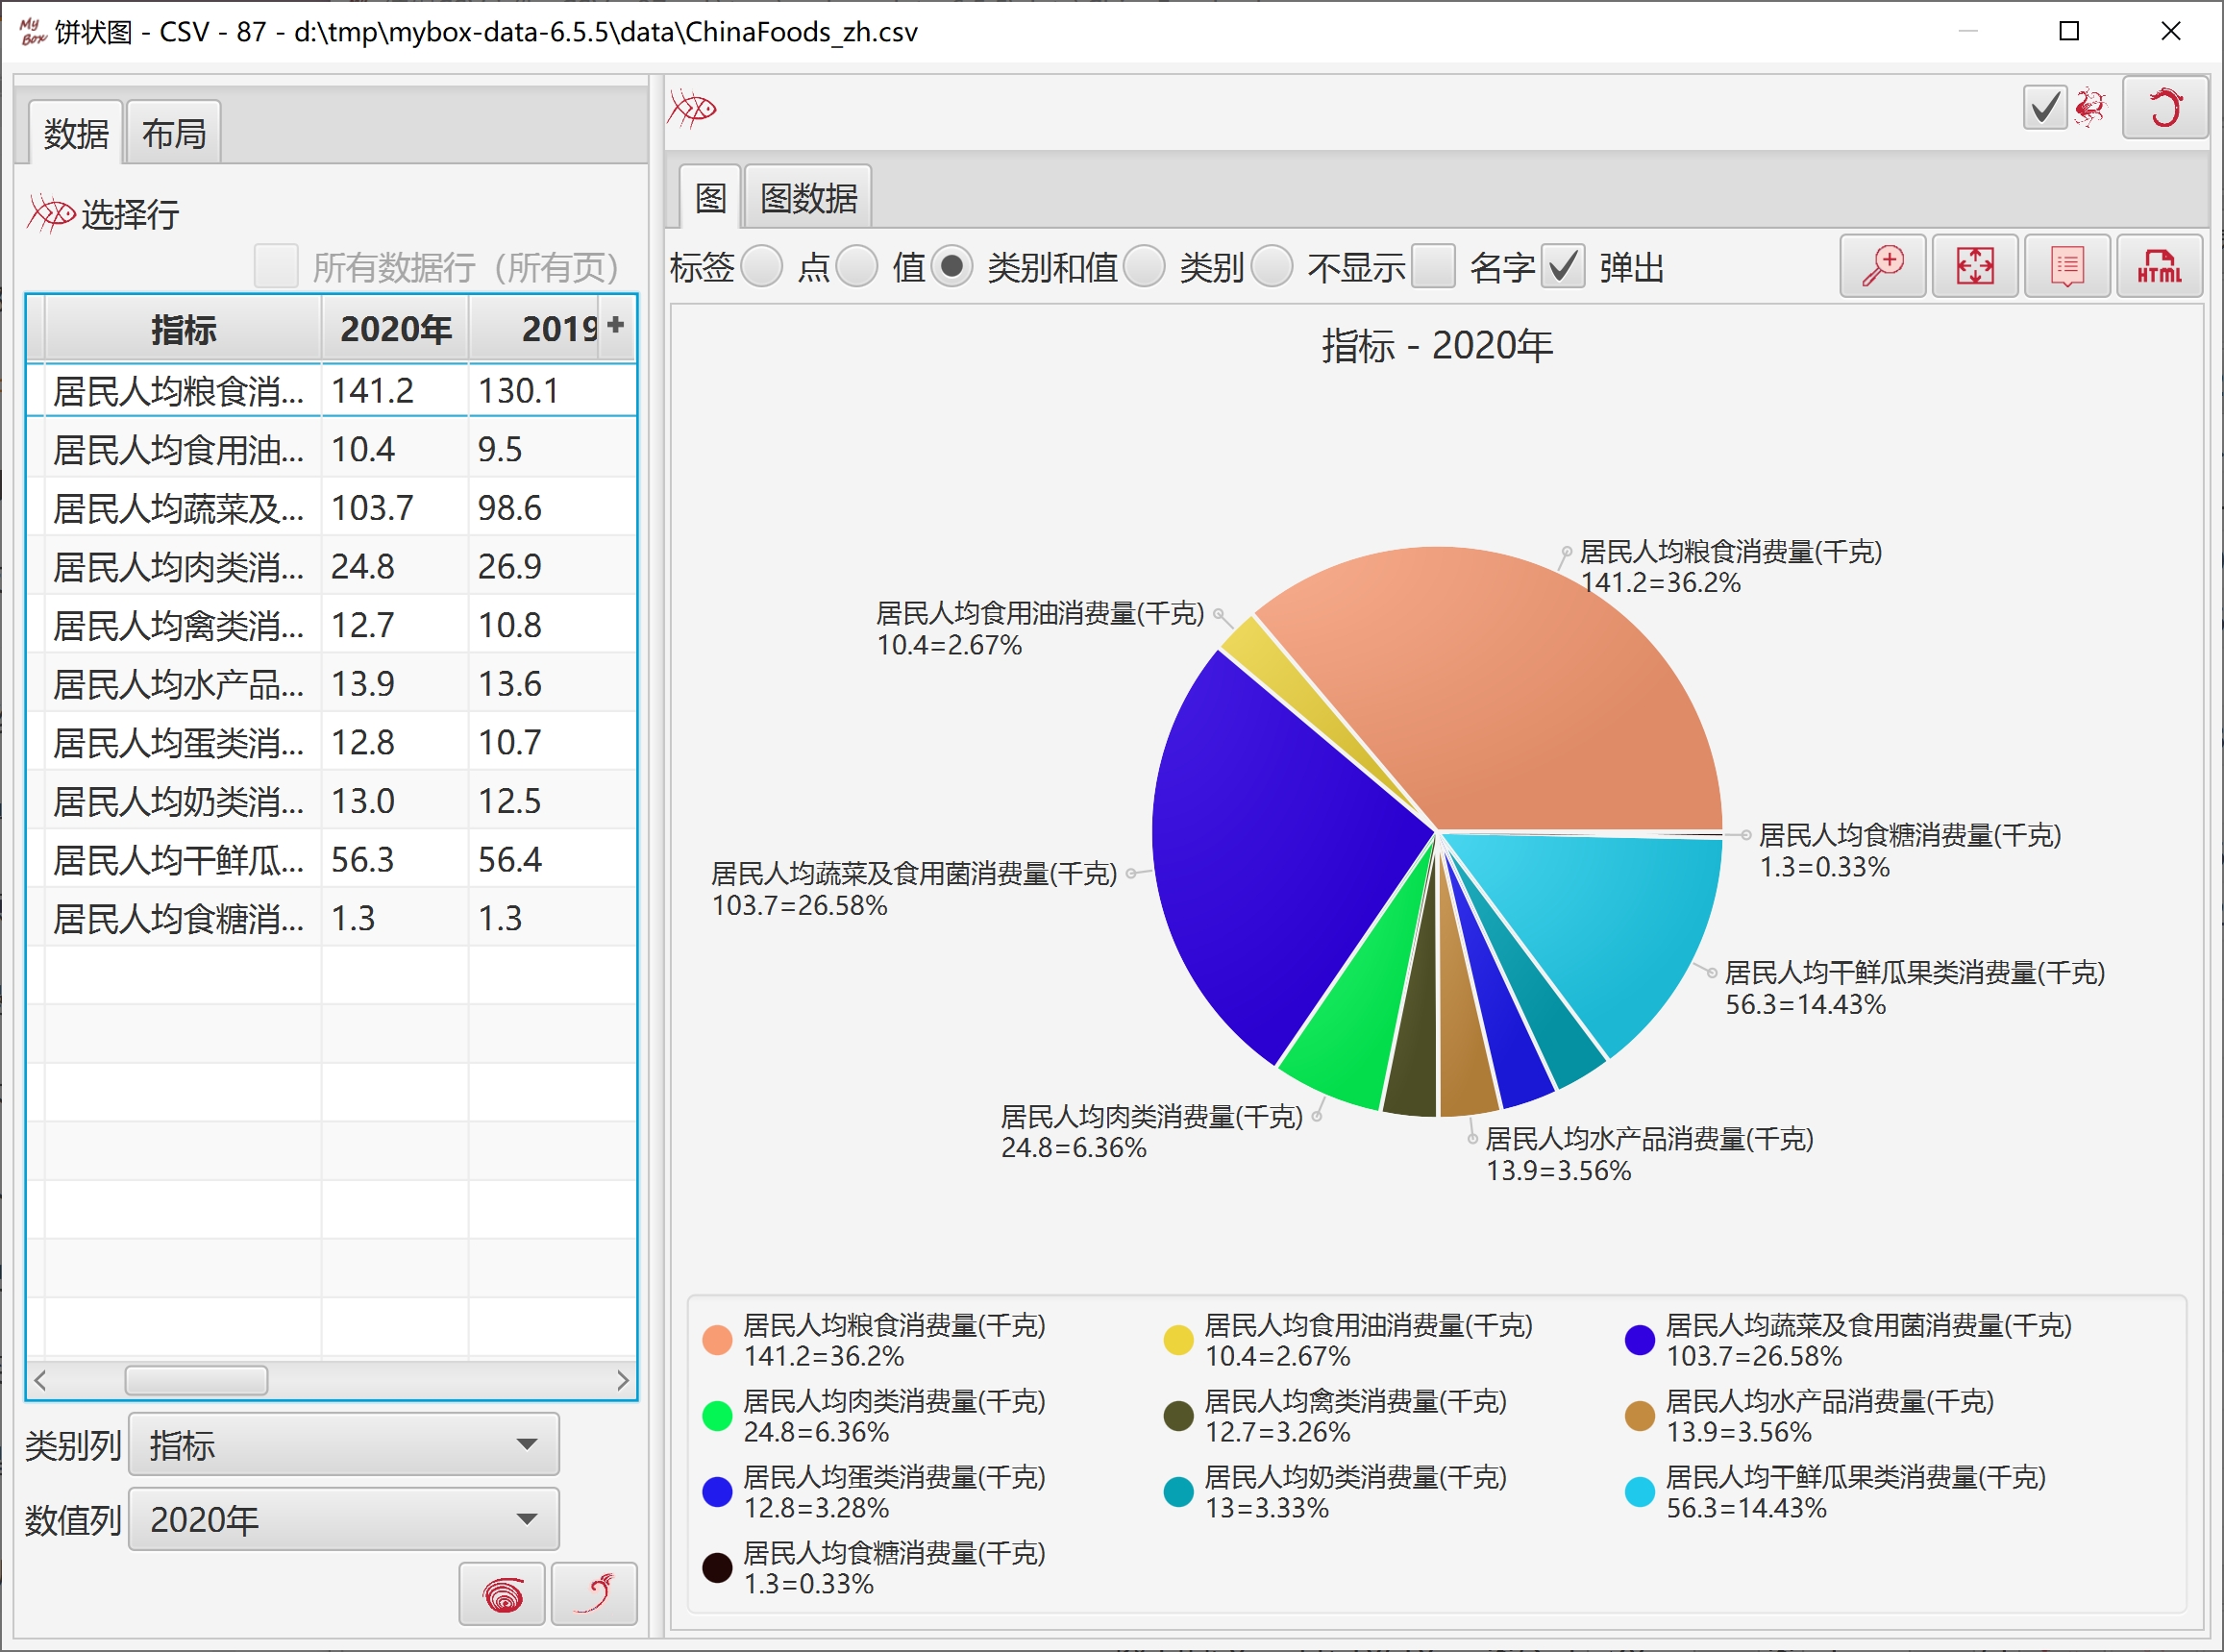 My Box 饼状图 - CSV - 87 - d:\tmp\mybox-data-6.5.5\data\ChinaFoods_zh.csv
数据 布局
选择行
所有数据行（所有页）
指标 2020年 2019
居民人均粮食消... 141.2 130.1
居民人均食用油... 10.4 9.5
居民人均蔬菜及... 103.7 98.6
居民人均肉类消... 24.8 26.9
居民人均禽类消... 12.7 10.8
居民人均水产品... 13.9 13.6
居民人均蛋类消... 12.8 10.7
居民人均奶类消... 13.0 12.5
居民人均干鲜瓜... 56.3 56.4
居民人均食糖消... 1.3 1.3
类别列 指标
数值列 2020年
图 图数据
标签 点 值 类别和值 类别 不显示 名字 弹出
HTML
指标 - 2020年
居民人均粮食消费量(千克)
141.2=36.2%
居民人均食用油消费量(千克)
10.4=2.67%
居民人均食糖消费量(千克)
1.3=0.33%
居民人均蔬菜及食用菌消费量(千克)
103.7=26.58%
居民人均干鲜瓜果类消费量(千克)
56.3=14.43%
居民人均肉类消费量(千克)
24.8=6.36%
居民人均水产品消费量(千克)
13.9=3.56%
居民人均粮食消费量(千克) 居民人均食用油消费量(千克) 居民人均蔬菜及食用菌消费量(千克)
141.2=36.2% 10.4=2.67% 103.7=26.58%
居民人均肉类消费量(千克) 居民人均禽类消费量(千克) 居民人均水产品消费量(千克)
24.8=6.36% 12.7=3.26% 13.9=3.56%
居民人均蛋类消费量(千克) 居民人均奶类消费量(千克) 居民人均干鲜瓜果类消费量(千克)
12.8=3.28% 13=3.33% 56.3=14.43%
居民人均食糖消费量(千克)
1.3=0.33%